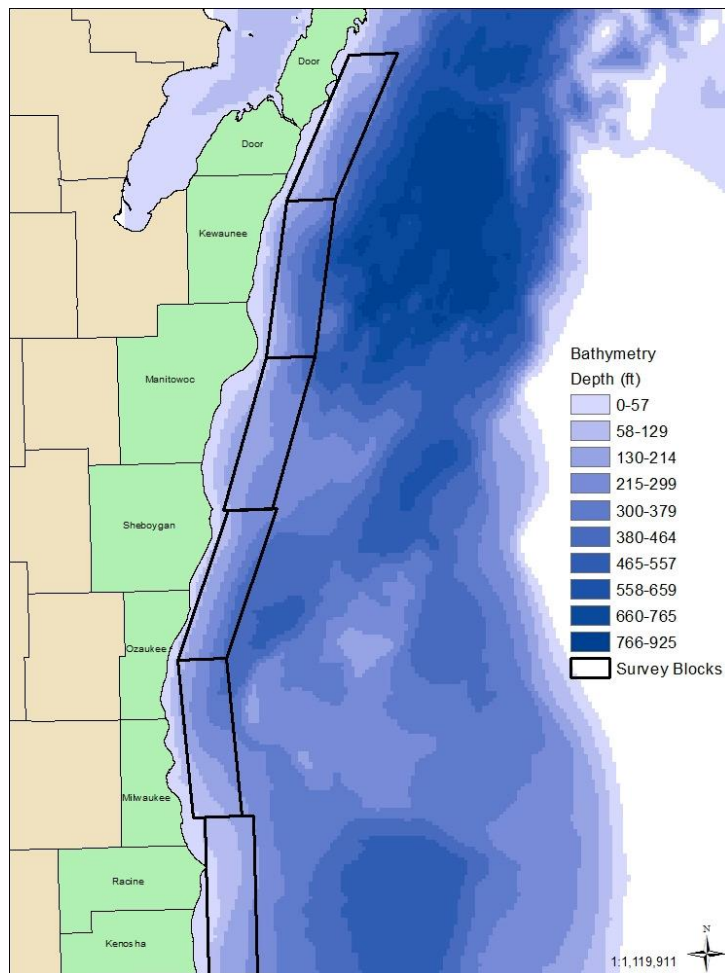 Door
Door
Kewaunee
Manitowoc
Sheboygan
Ozaukee
Milwaukee
Racine
Kenosha
Bathymetry
Depth (ft)
0-57
58-129
130-214
215-299
300-379
380-464
465-557
558-659
660-765
766-925
Survey Blocks
N
1:1,119,911